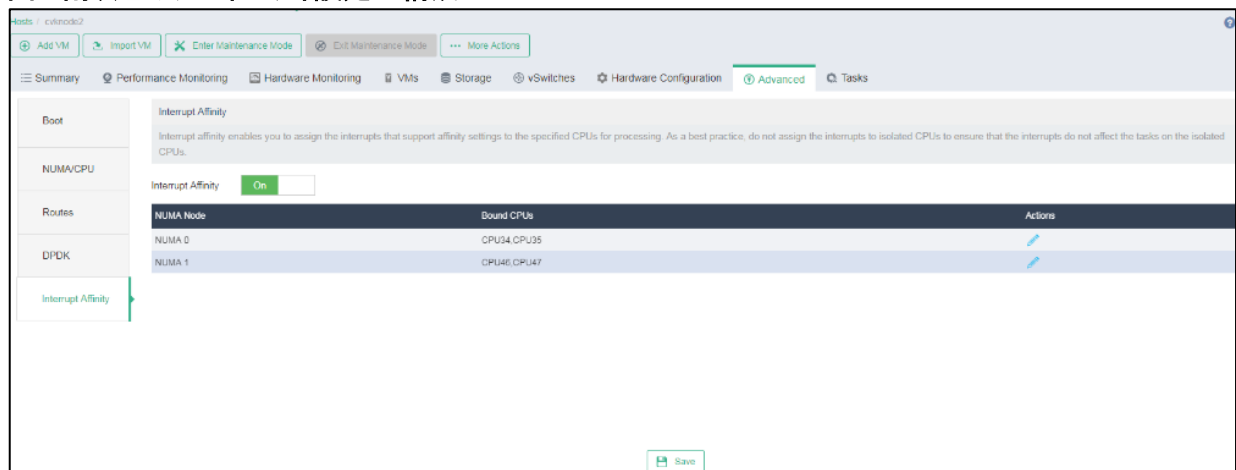 Hosts / cvknode2
Add VM Import VM Enter Maintenance Mode Exit Maintenance Mode ••• More Actions
Summary Performance Monitoring Hardware Monitoring VMs Storage vSwitches Hardware Configuration Advanced Tasks
Boot
NUMA/CPU
Routes
DPDK
Interrupt Affinity
Interrupt Affinity
Interrupt affinity enables you to assign the interrupts that support affinity settings to the specified CPUs for processing. As a best practice, do not assign the interrupts to isolated CPUs to ensure that the interrupts do not affect the tasks on the isolated
CPUs.
Interrupt Affinity On
NUMA Node Bound CPUs Actions
NUMA 0 CPU34,CPU35
NUMA 1 CPU46,CPU47
Save